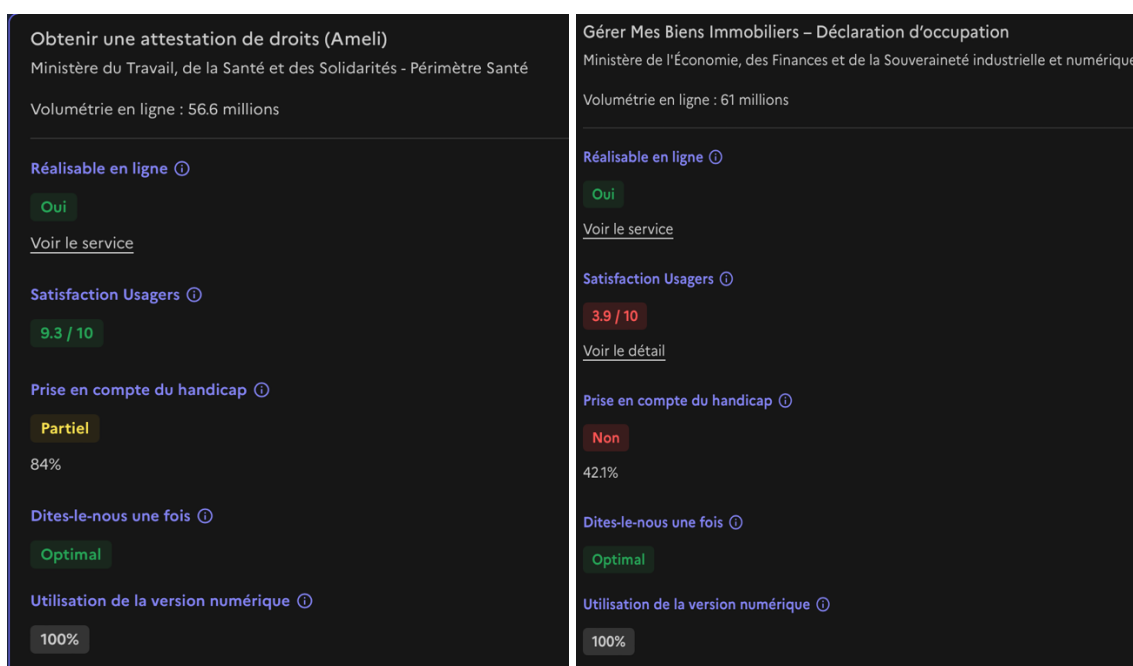 Obtenir une attestation de droits (Ameli)
Ministère du Travail, de la Santé et des Solidarités - Périmètre Santé
Volumétrie en ligne : 56.6 millions
Réalisable en ligne
Oui
Voir le service
Satisfaction Usagers
9.3 / 10
Prise en compte du handicap
Partiel
84%
Dites-le-nous une fois
Optimal
Utilisation de la version numérique
100%
Gérer Mes Biens Immobiliers – Déclaration d’occupation
Ministère de l'Économie, des Finances et de la Souveraineté industrielle et numérique
Volumétrie en ligne : 61 millions
Réalisable en ligne
Oui
Voir le service
Satisfaction Usagers
3.9 / 10
Voir le détail
Prise en compte du handicap
Non
42.1%
Dites-le-nous une fois
Optimal
Utilisation de la version numérique
100%